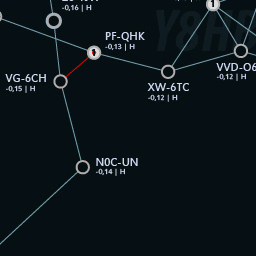 -0,16 | H
PF-QHK
-0,13 | H
VG-6CH
-0,15 | H
XW-6TC
-0,12 | H
VVD-O6
-0,12 | H
N0C-UN
-0,14 | H
1